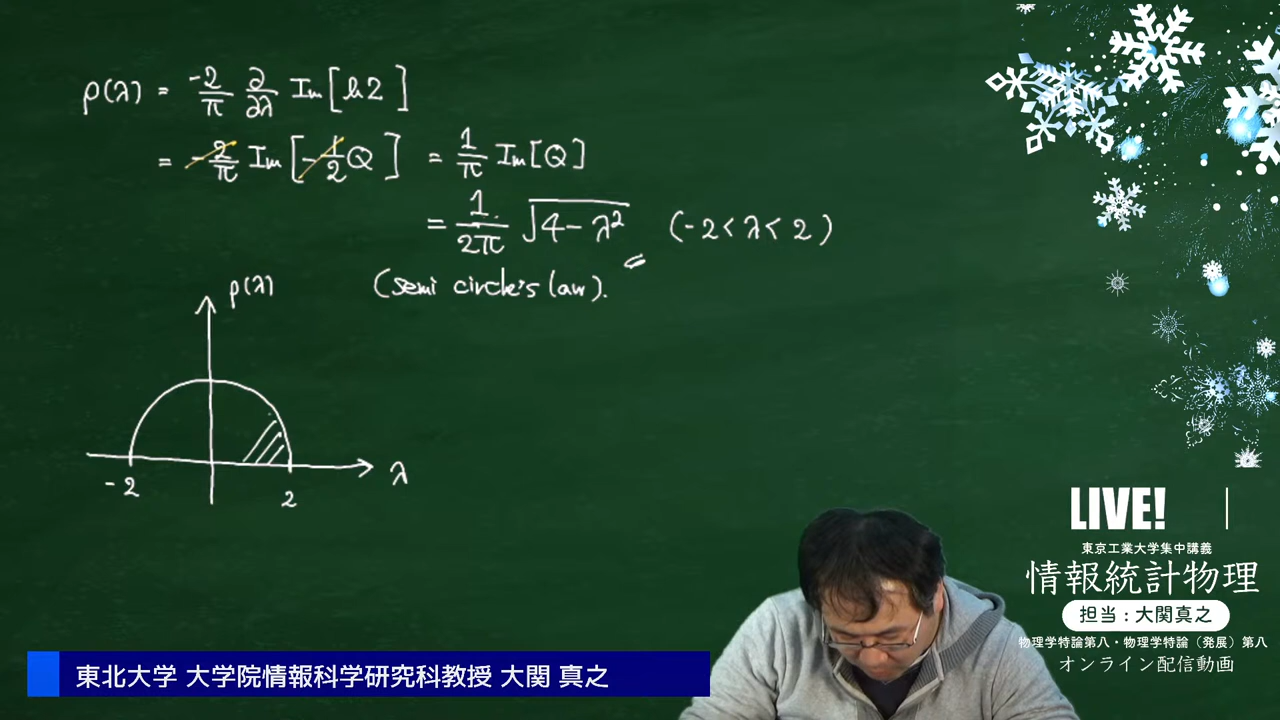 ρ(λ) = -2/π ∂/∂λ Im[ln Z]
= -2/π Im[-1/2 Q] = 1/π Im[Q]
= 1/2π √4-λ² (-2<λ<2)
(semi circle's law).
ρ(λ)
λ
-2
2
LIVE!
東京工業大学集中講義
情報統計物理
担当：大関真之
物理学特論第八・物理学特論（発展）第八
オンライン配信動画
東北大学 大学院情報科学研究科教授 大関 真之